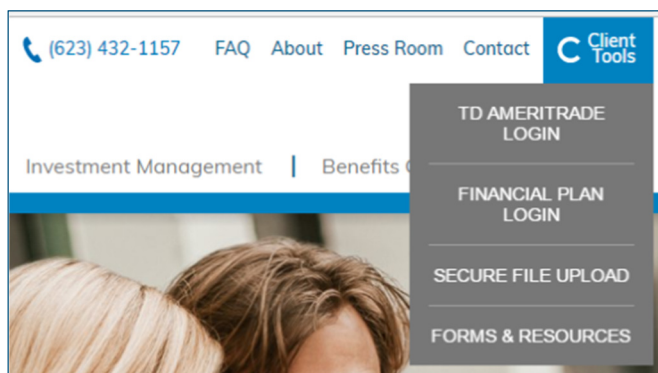 (623) 432-1157 FAQ About Press Room Contact C Client Tools
TD AMERITRADE
LOGIN
Investment Management | Benefits
FINANCIAL PLAN
LOGIN
SECURE FILE UPLOAD
FORMS & RESOURCES